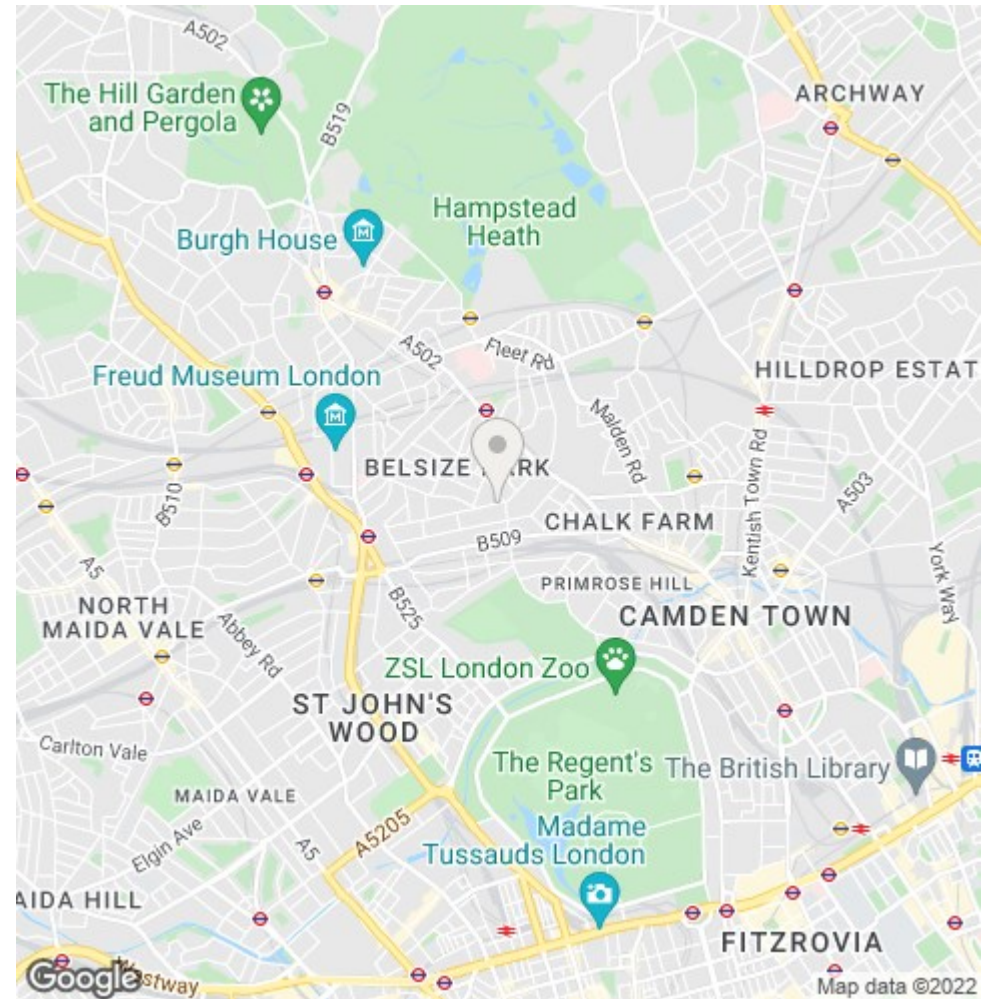 A502
The Hill Garden
and Pergola
B519
ARCHWAY
Hampstead
Heath
Burgh House
A502
Fleet Rd
Freud Museum London
HILLDROP ESTAT
Malden Rd
BELSIZE PARK
Kentish Town Rd
A503
B510
CHALK FARM
B509
A5
PRIMROSE HILL
York Way
NORTH
MAIDA VALE
B525
CAMDEN TOWN
Abbey Rd
ZSL London Zoo
ST JOHN'S
WOOD
Carlton Vale
The Regent's
Park
The British Library
MAIDA VALE
Madame
Tussauds London
Elgin Ave
A5
A5205
AIDA HILL
FITZROVIA
Westway
Google
Map data ©2022